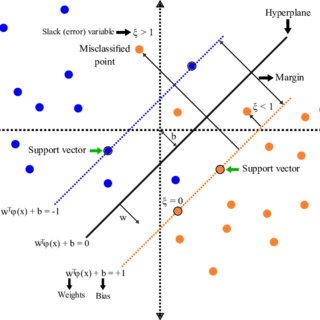 Hyperplane
Slack (error) variable ξ > 1
Misclassified
point
Margin
ξ < 1
b
Support vector
Support vector
w
ξ = 0
wᵀφ(x) + b = -1
wᵀφ(x) + b = 0
wᵀφ(x) + b = +1
Weights Bias